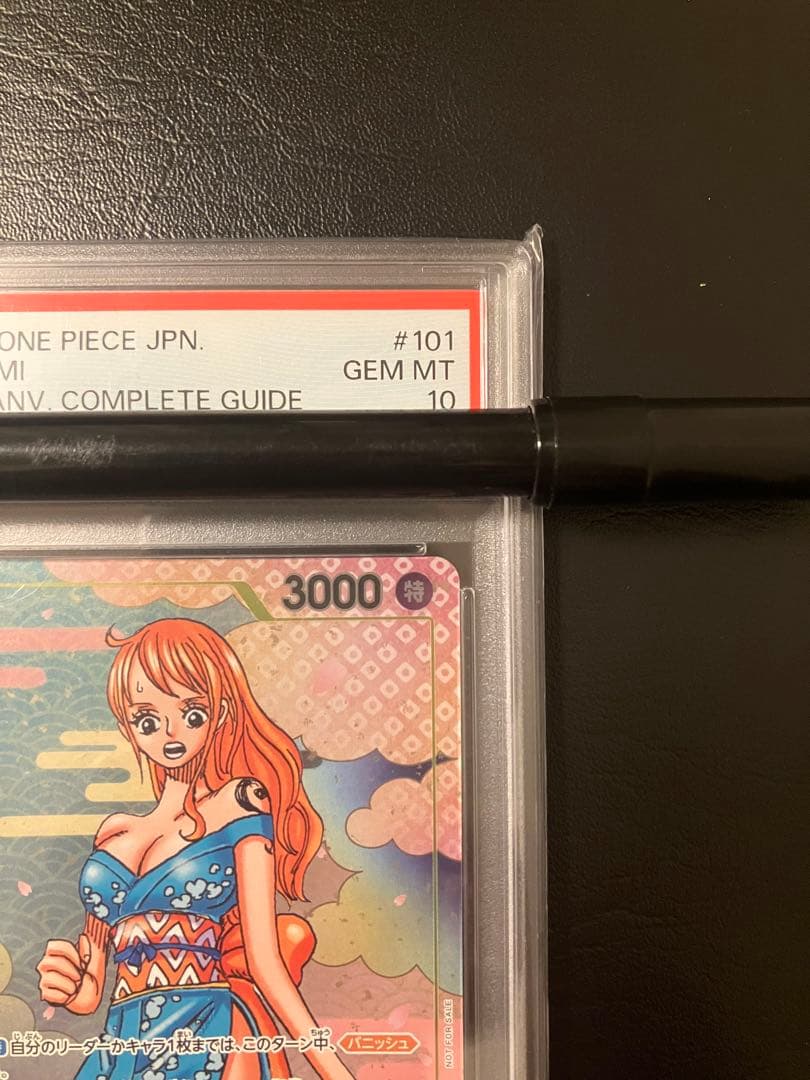 ONE PIECE JPN. #101
MI GEM MT
ANV. COMPLETE GUIDE 10
3000 特
自分のリーダーかキャラ1枚までは、このターン中、 バニッシュ
NOT FOR SALE